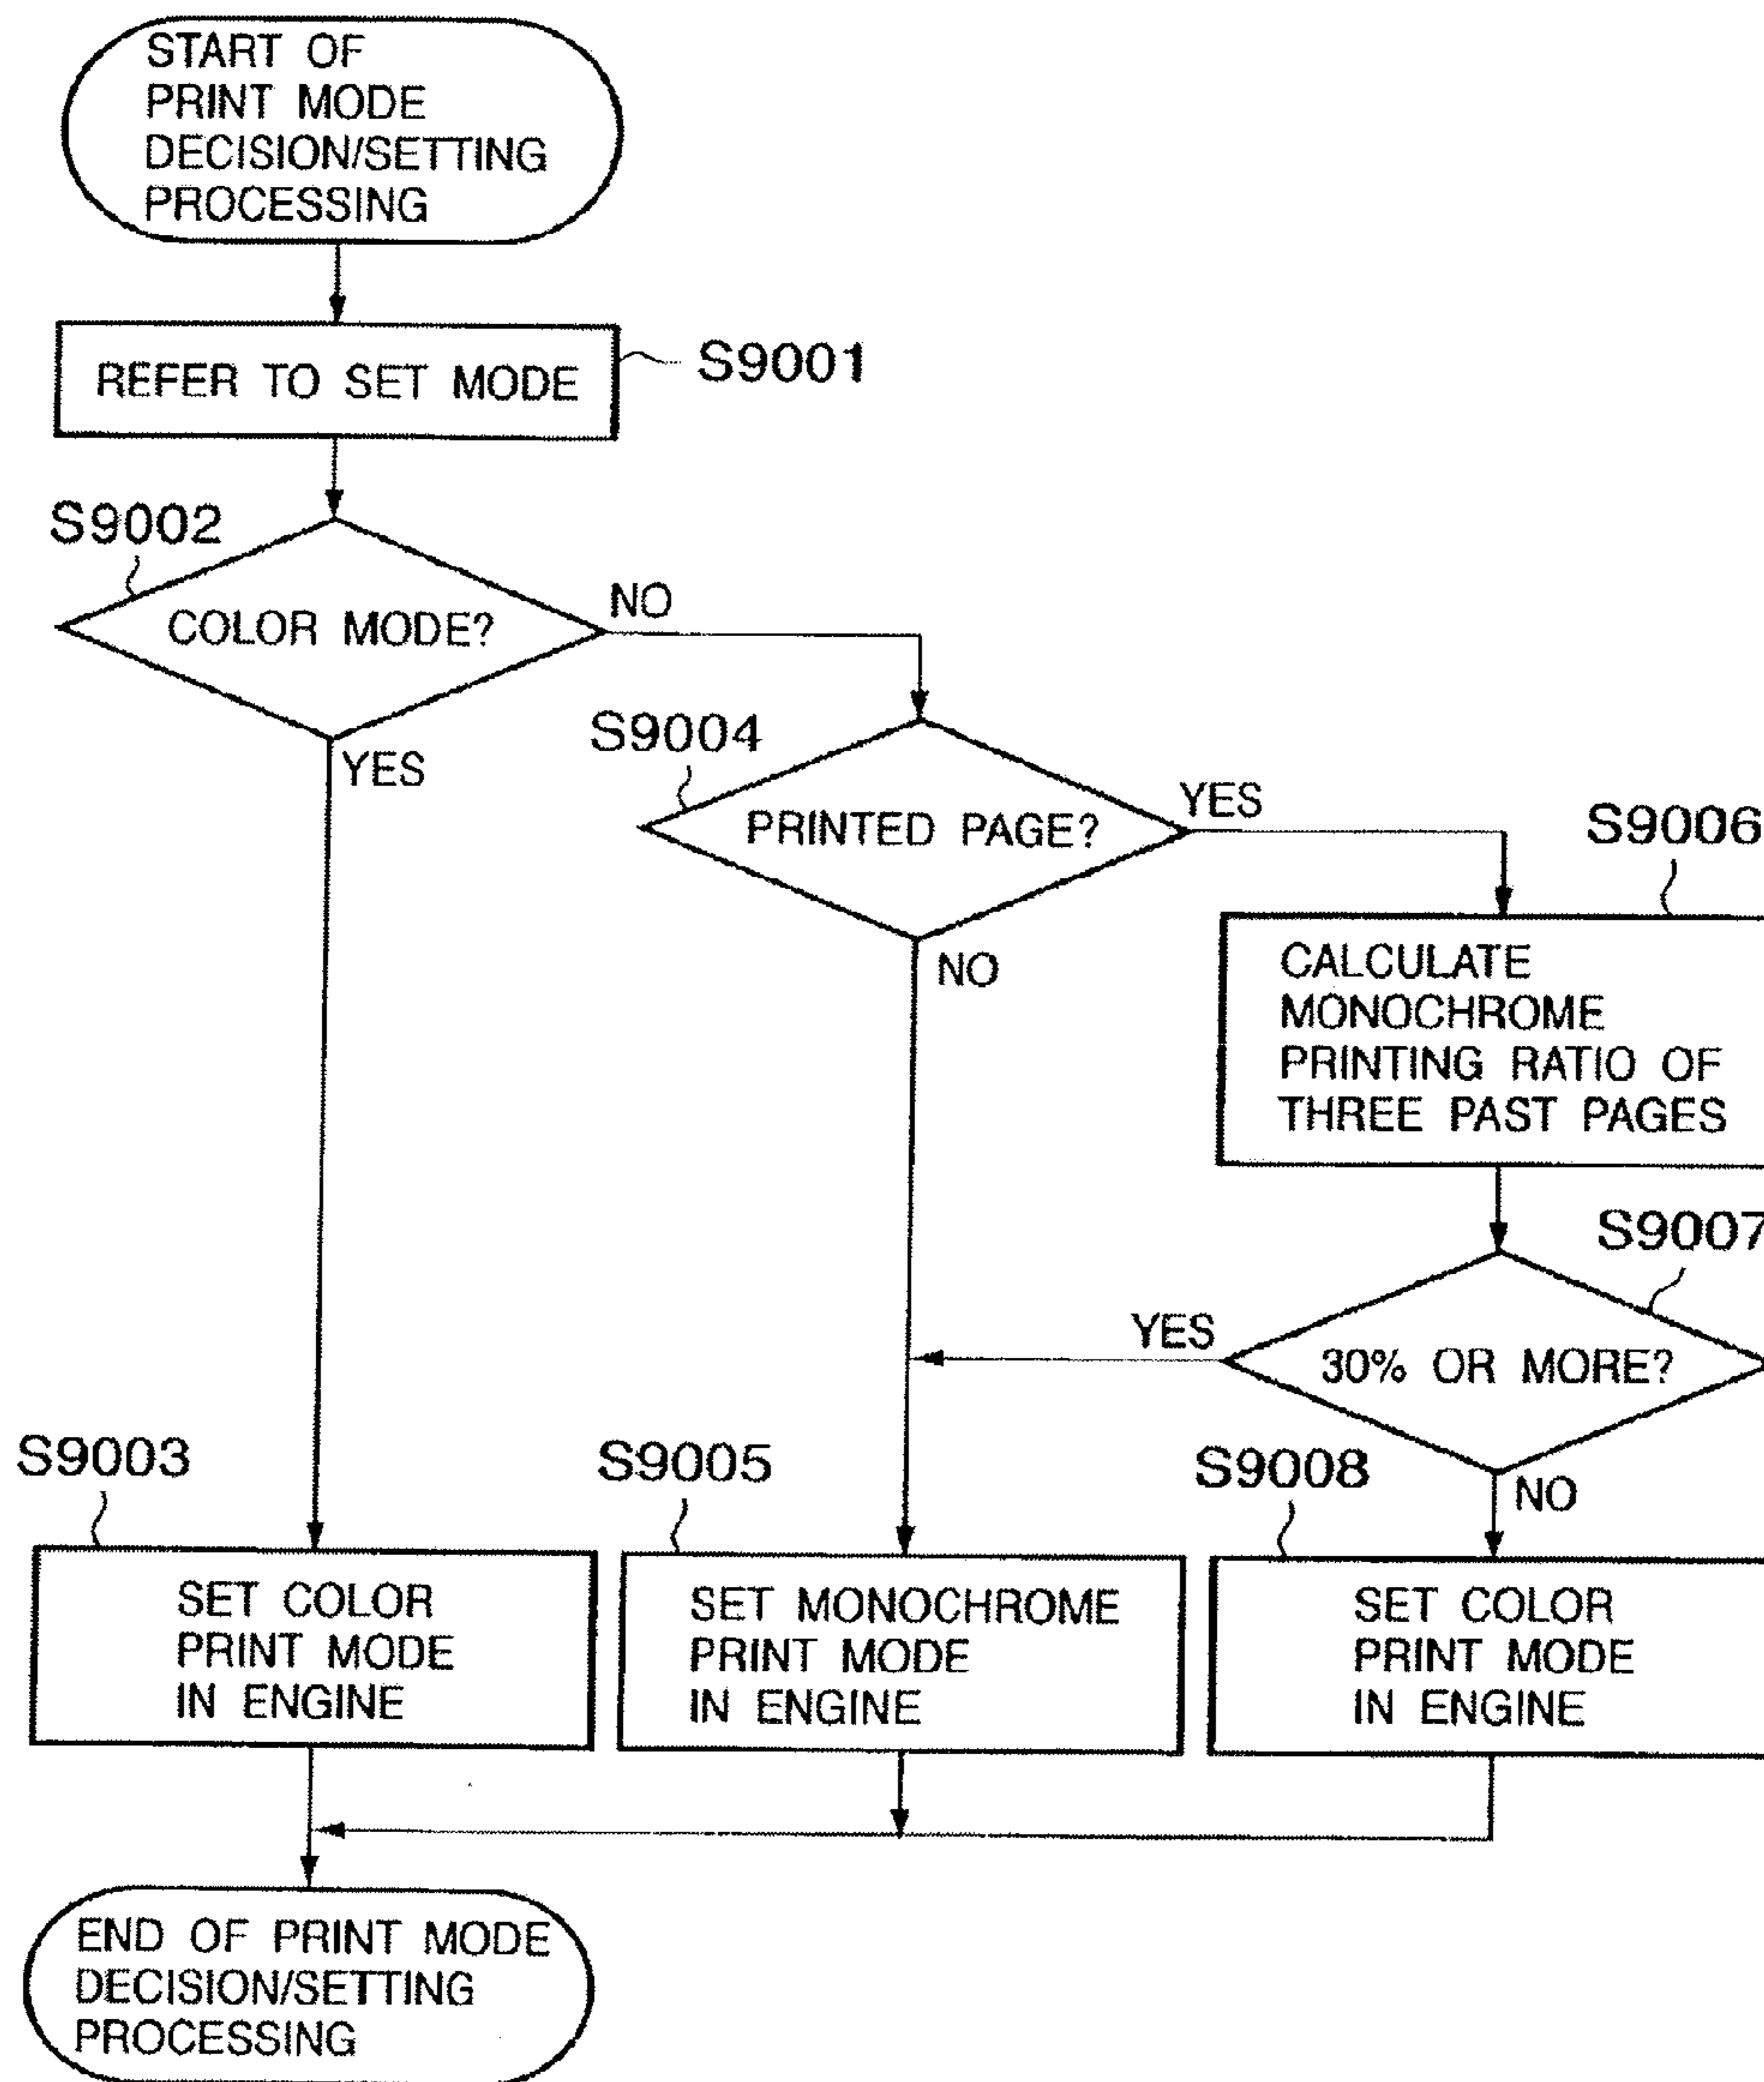 START OF
PRINT MODE
DECISION/SETTING
PROCESSING
REFER TO SET MODE
S9001
S9002
COLOR MODE?
NO
YES
S9004
PRINTED PAGE?
YES
NO
S9006
CALCULATE
MONOCHROME
PRINTING RATIO OF
THREE PAST PAGES
S9007
30% OR MORE?
YES
NO
S9003
SET COLOR
PRINT MODE
IN ENGINE
S9005
SET MONOCHROME
PRINT MODE
IN ENGINE
S9008
SET COLOR
PRINT MODE
IN ENGINE
END OF PRINT MODE
DECISION/SETTING
PROCESSING